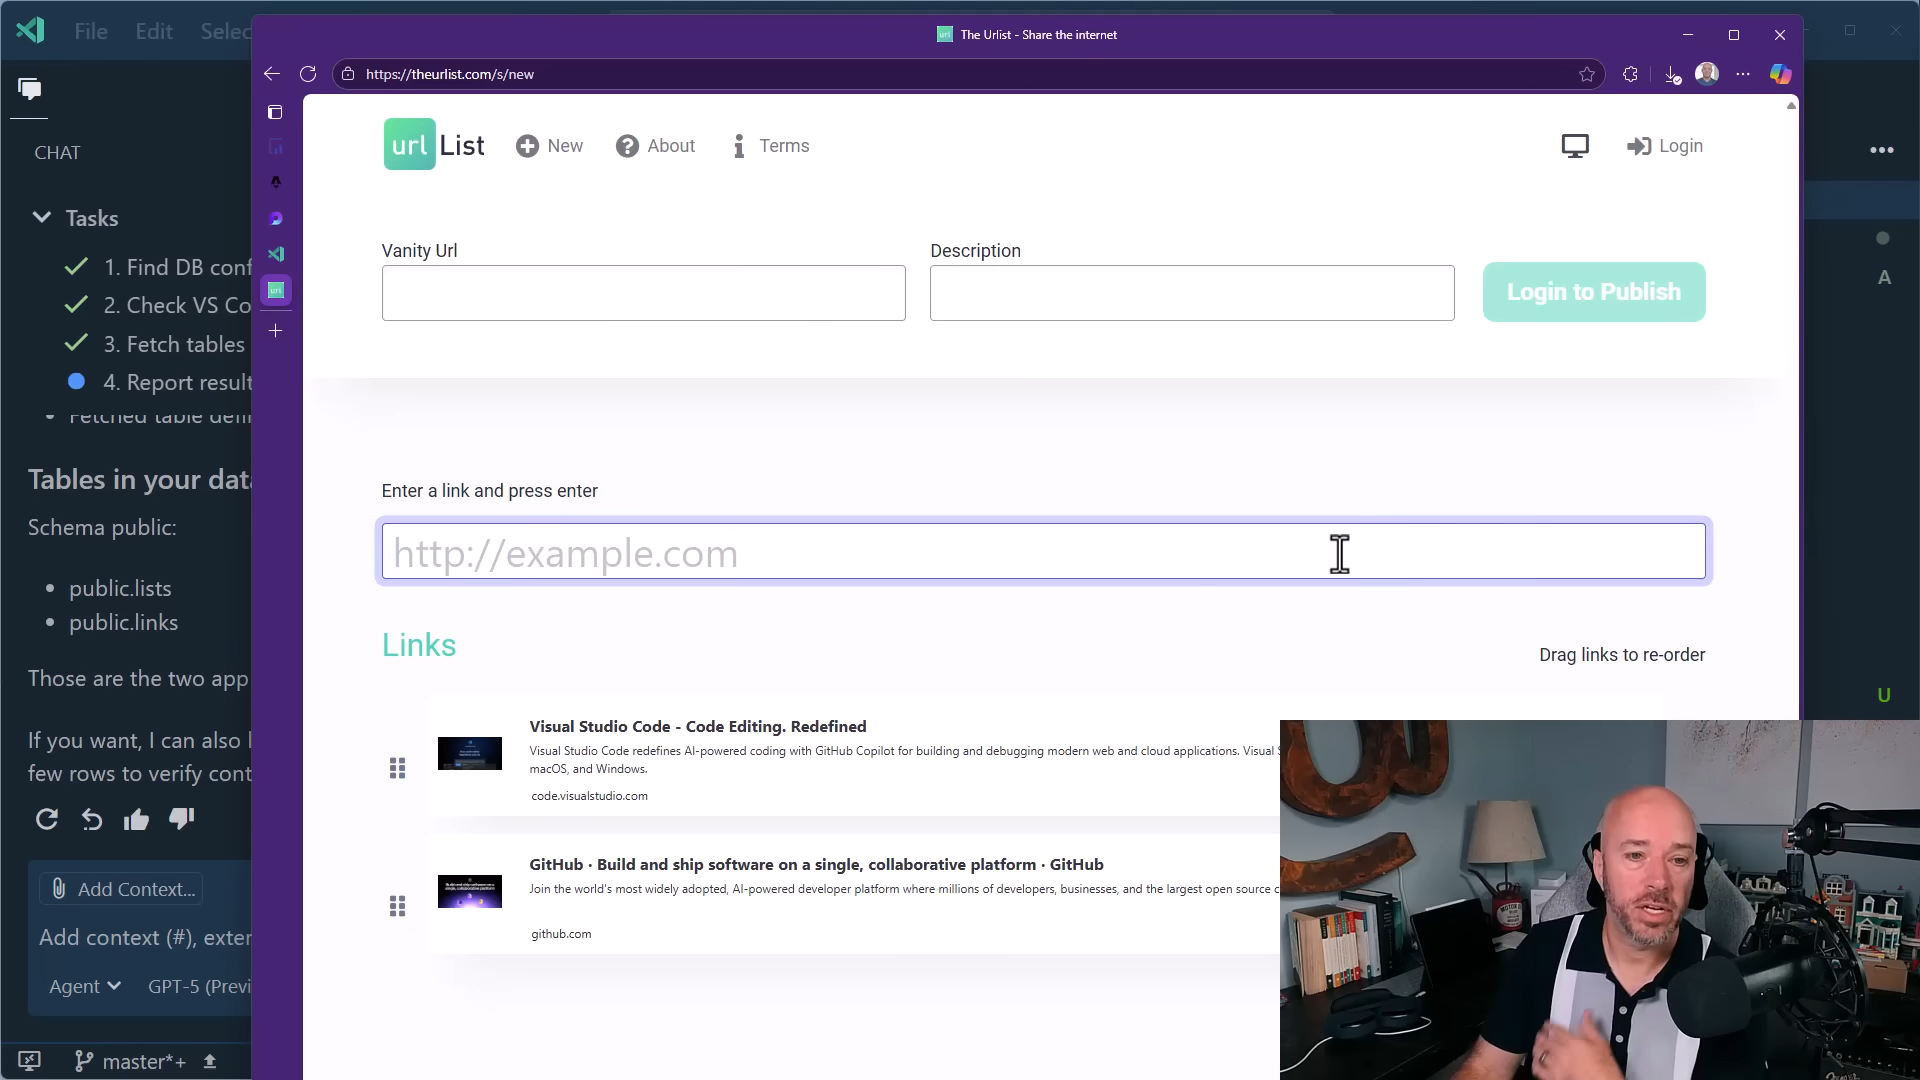 File Edit Selec
The Urlist - Share the internet
https://theurlist.com/s/new
url List
New
About
Terms
Login
CHAT
Tasks
1. Find DB conf
2. Check VS Co
3. Fetch tables
4. Report result
Fetched table defi
Tables in your data
Schema public:
public.lists
public.links
Those are the two app
If you want, I can also
few rows to verify cont
Add Context...
Add context (#), exter
Agent
GPT-5 (Previ
master*+
Vanity Url
Description
Login to Publish
Enter a link and press enter
http://example.com
Links
Drag links to re-order
Visual Studio Code - Code Editing. Redefined
Visual Studio Code redefines AI-powered coding with GitHub Copilot for building and debugging modern web and cloud applications. Visual S
macOS, and Windows.
code.visualstudio.com
GitHub · Build and ship software on a single, collaborative platform · GitHub
Join the world's most widely adopted, AI-powered developer platform where millions of developers, businesses, and the largest open source c
github.com
A
U